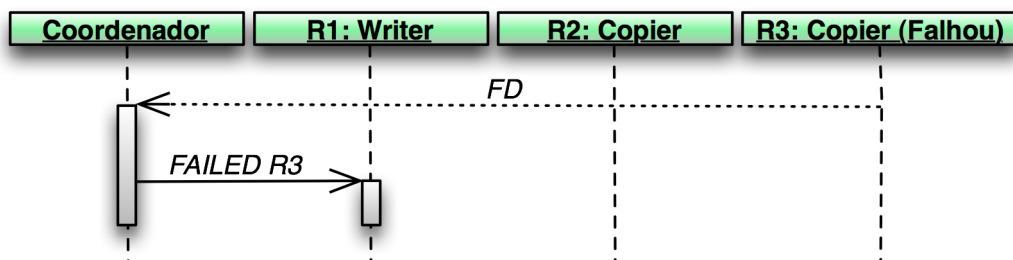 Coordenador
R1: Writer
R2: Copier
R3: Copier (Falhou)
FD
FAILED R3